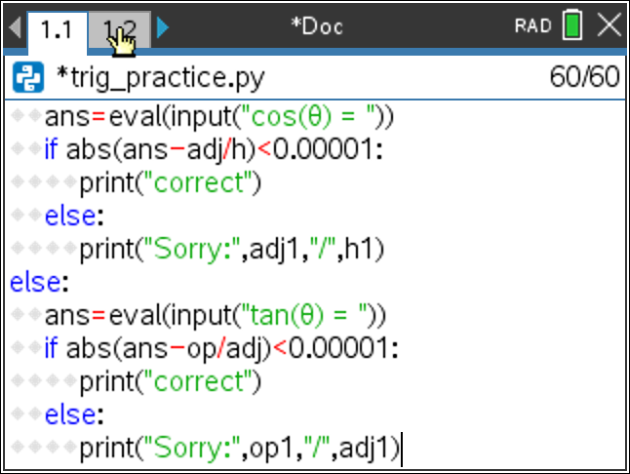 1.1 1.2 *Doc RAD
*trig_practice.py 60/60
ans=eval(input("cos(θ) = "))
if abs(ans−adj/h)<0.00001:
print("correct")
else:
print("Sorry:",adj1,"/",h1)
else:
ans=eval(input("tan(θ) = "))
if abs(ans−op/adj)<0.00001:
print("correct")
else:
print("Sorry:",op1,"/",adj1)